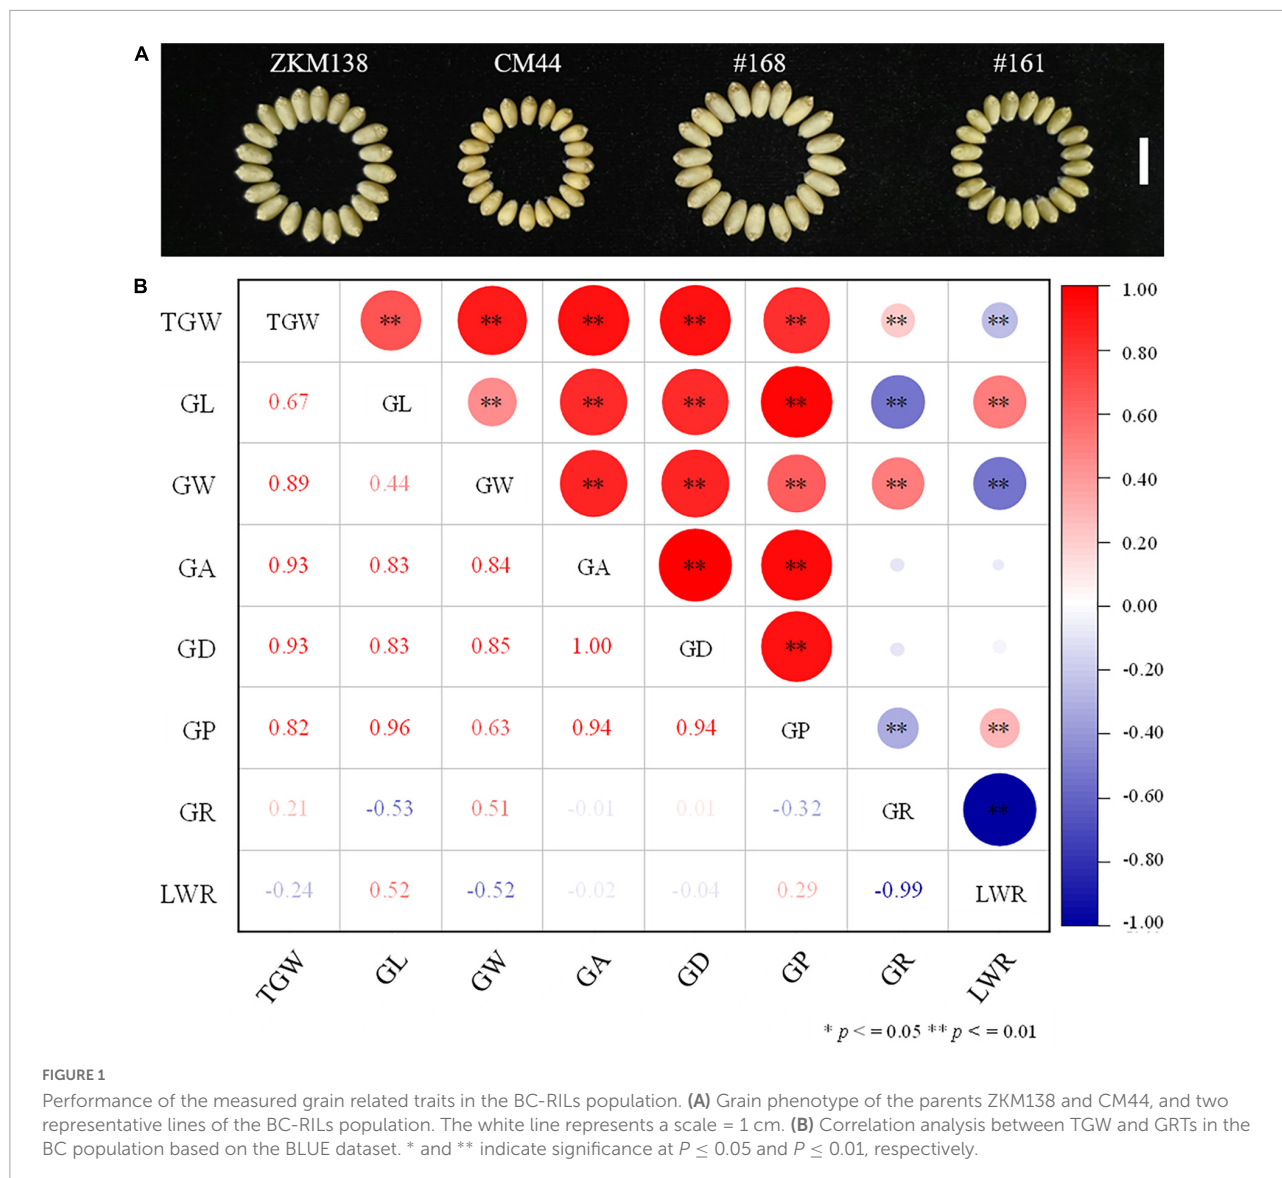 A
ZKM138 CM44 #168 #161
B
TGW TGW ** ** ** ** ** ** **
GL 0.67 GL ** ** ** ** ** **
GW 0.89 0.44 GW ** ** ** ** **
GA 0.93 0.83 0.84 GA ** **
GD 0.93 0.83 0.85 1.00 GD **
GP 0.82 0.96 0.63 0.94 0.94 GP ** **
GR 0.21 -0.53 0.51 -0.01 0.01 -0.32 GR **
LWR -0.24 0.52 -0.52 -0.02 -0.04 0.29 -0.99 LWR
TGW GL GW GA GD GP GR LWR
1.00
0.80
0.60
0.40
0.20
0.00
-0.20
-0.40
-0.60
-0.80
-1.00
* p < = 0.05 ** p < = 0.01
FIGURE 1
Performance of the measured grain related traits in the BC-RILs population. (A) Grain phenotype of the parents ZKM138 and CM44, and two
representative lines of the BC-RILs population. The white line represents a scale = 1 cm. (B) Correlation analysis between TGW and GRTs in the
BC population based on the BLUE dataset. * and ** indicate significance at P ≤ 0.05 and P ≤ 0.01, respectively.